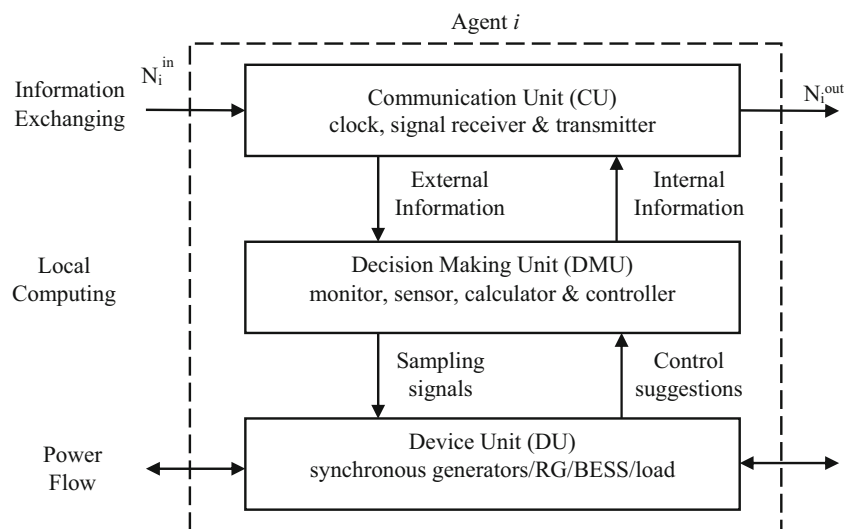 Agent i
N_i^in
Information
Exchanging
Communication Unit (CU)
clock, signal receiver & transmitter
N_i^out
External
Information
Internal
Information
Local
Computing
Decision Making Unit (DMU)
monitor, sensor, calculator & controller
Sampling
signals
Control
suggestions
Power
Flow
Device Unit (DU)
synchronous generators/RG/BESS/load